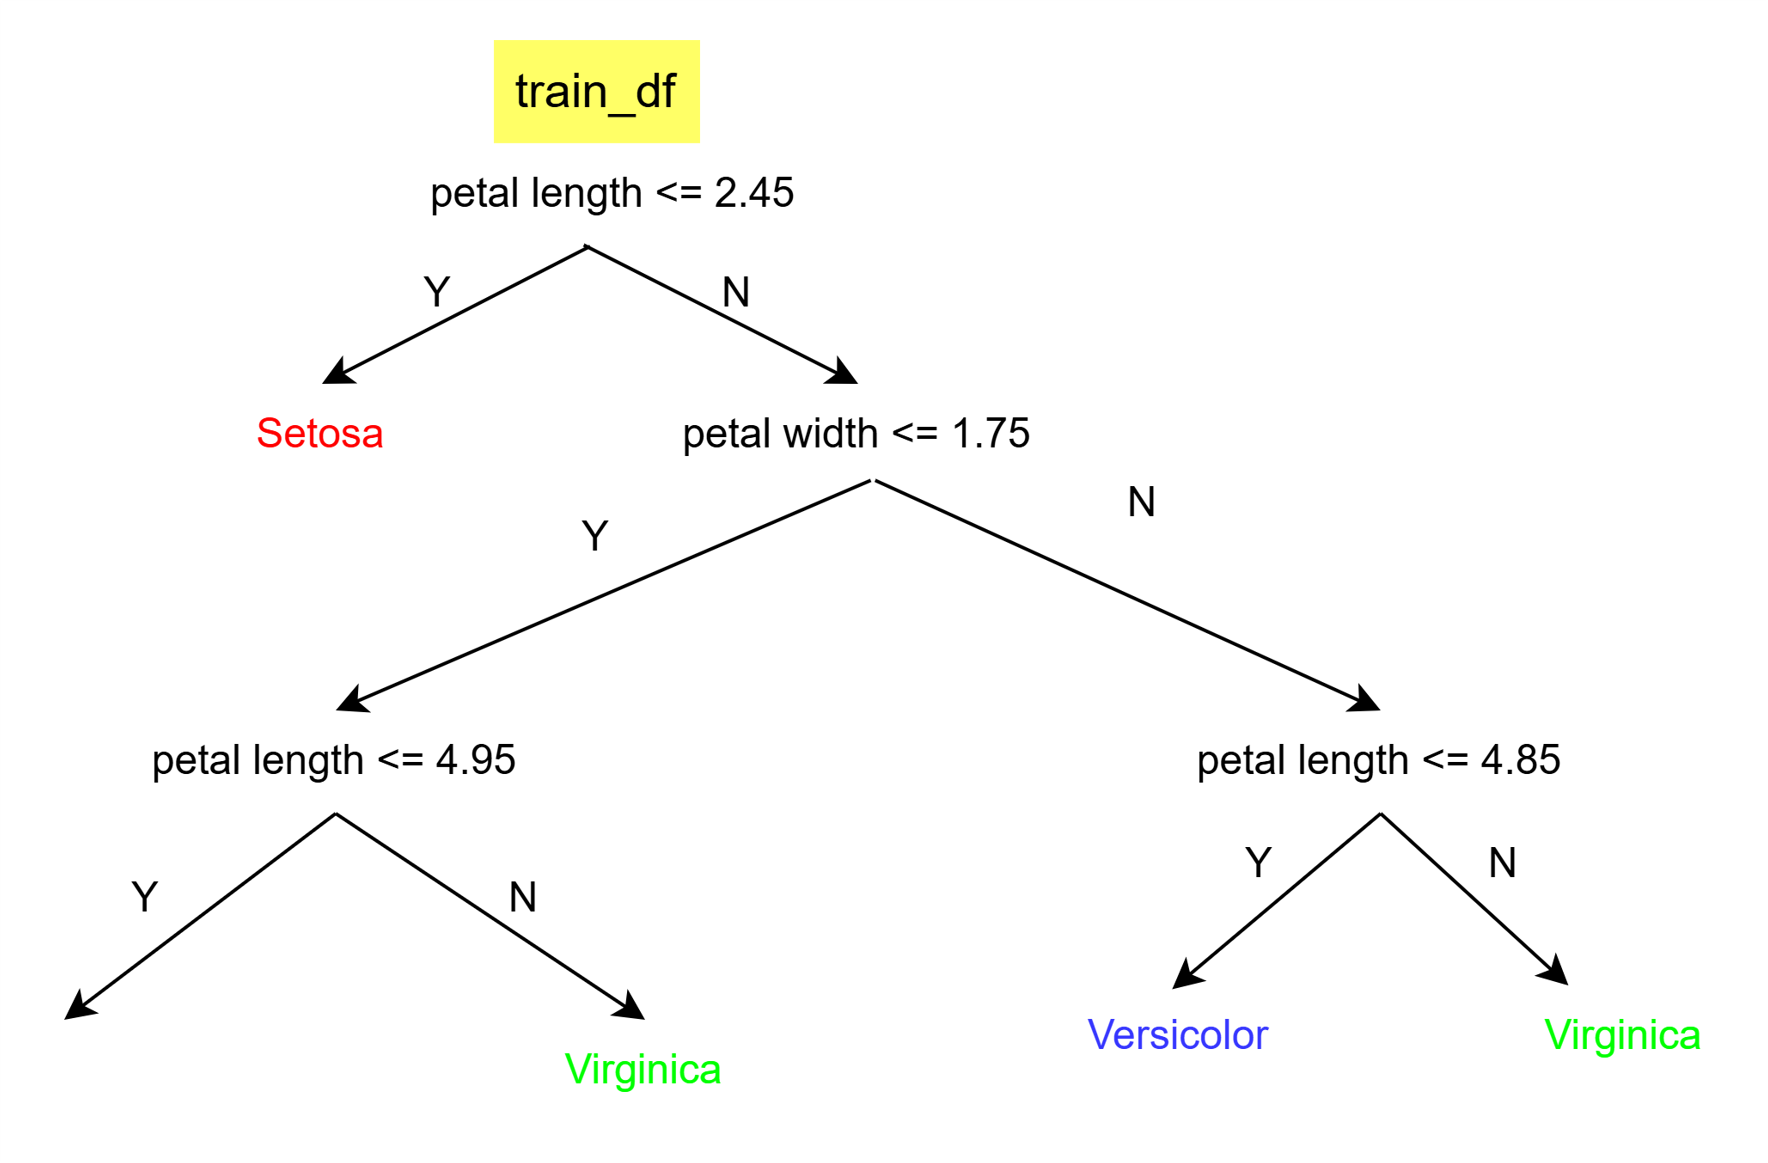 train_df
petal length <= 2.45
Y
N
Setosa
petal width <= 1.75
Y
N
petal length <= 4.95
petal length <= 4.85
Y
N
Y
N
Virginica
Versicolor
Virginica